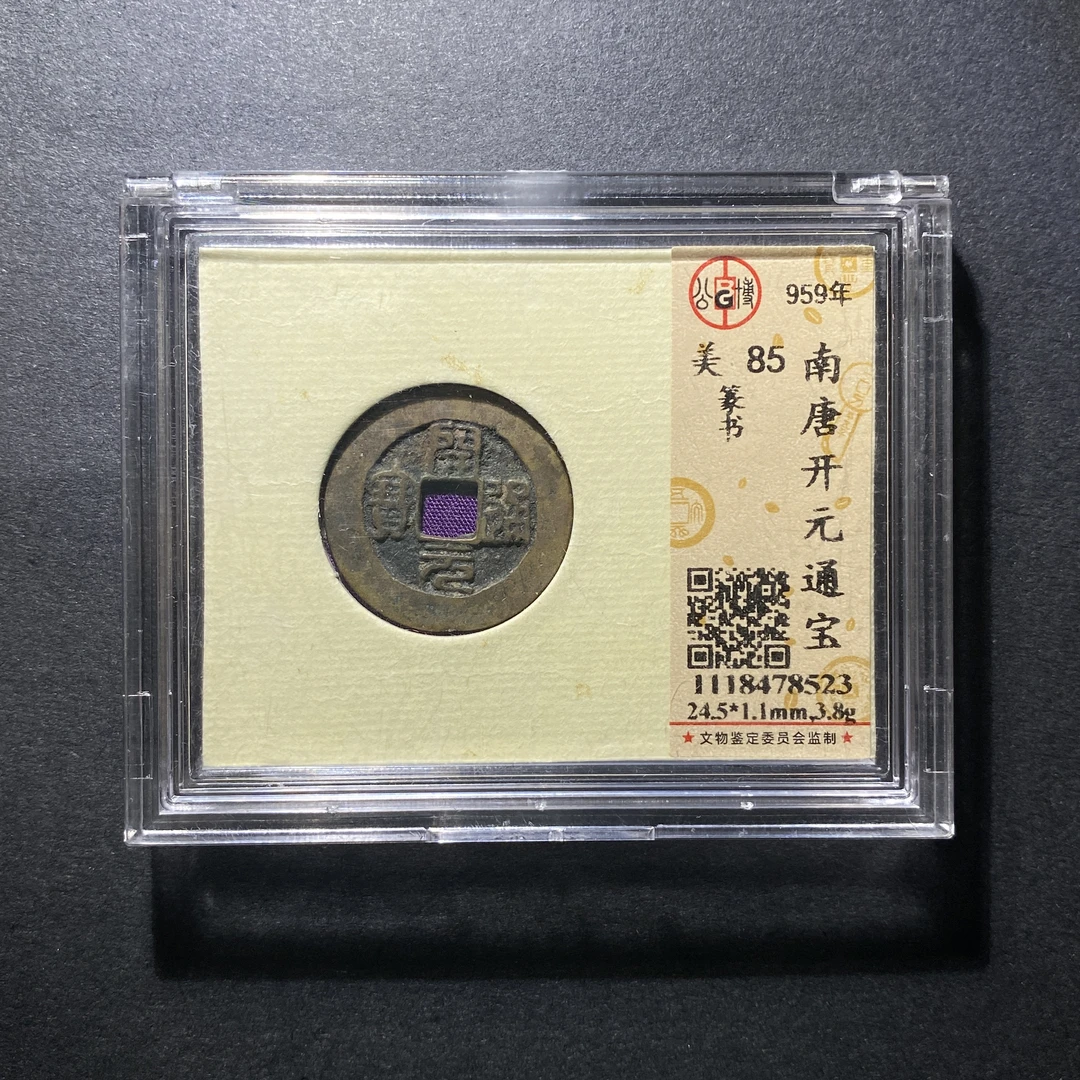 開元通寶
公G博
959年
美 85
篆书
南唐开元通宝
1118478523
24.5*1.1mm,3.8g
★文物鉴定委员会监制★